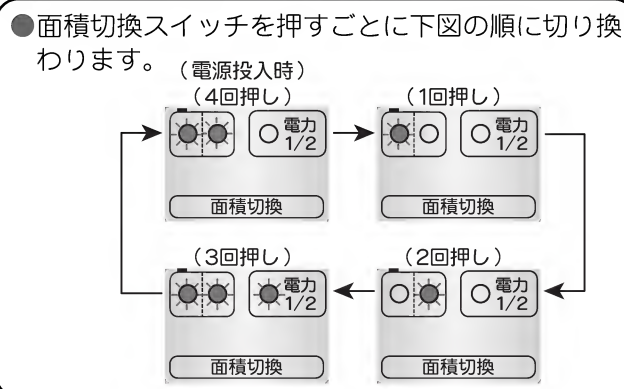 ●面積切換スイッチを押すごとに下図の順に切り換
わります。
（電源投入時）
（4回押し）
電力
1/2
面積切換
（1回押し）
電力
1/2
面積切換
（3回押し）
電力
1/2
面積切換
（2回押し）
電力
1/2
面積切換